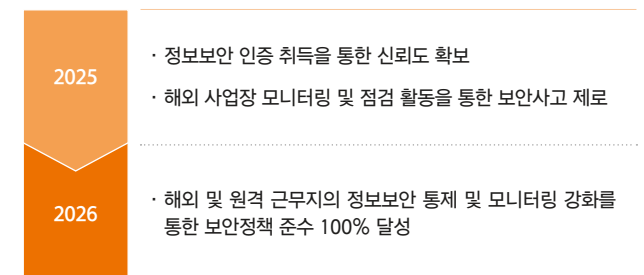 2025
· 정보보안 인증 취득을 통한 신뢰도 확보
· 해외 사업장 모니터링 및 점검 활동을 통한 보안사고 제로
2026
· 해외 및 원격 근무지의 정보보안 통제 및 모니터링 강화를
통한 보안정책 준수 100% 달성